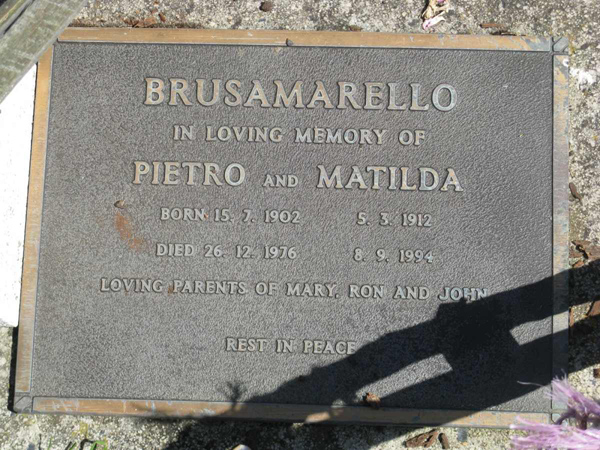 BRUSAMARELLO
IN LOVING MEMORY OF
PIETRO AND MATILDA
BORN 15. 7. 1902 5. 3. 1912
DIED 26. 12. 1976 8. 9. 1994
LOVING PARENTS OF MARY, RON AND JOHN
REST IN PEACE